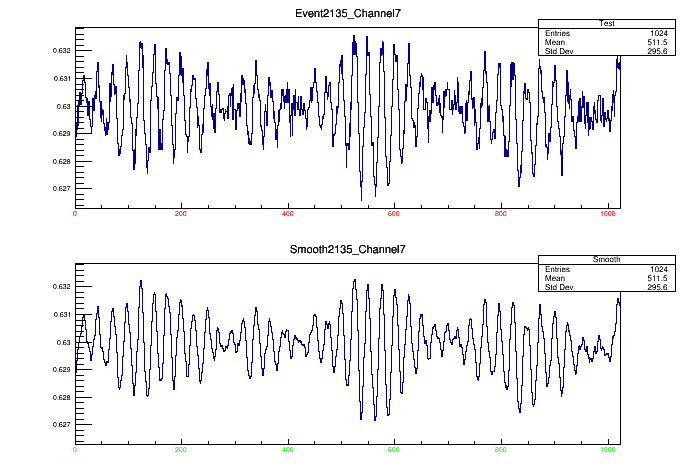 Event2135_Channel7
Test
Entries 1024
Mean 511.5
Std Dev 295.6
0.632
0.631
0.63
0.629
0.628
0.627
0 200 400 600 800 1000
Smooth2135_Channel7
Smooth
Entries 1024
Mean 511.5
Std Dev 295.6
0.632
0.631
0.63
0.629
0.628
0.627
0 200 400 600 800 1000